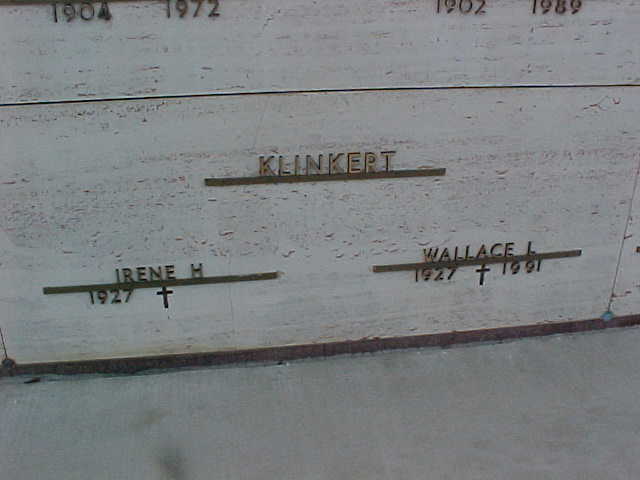 1904 1972 1902 1989
KLINKERT
IRENE H
1927
WALLACE L
1927 1991